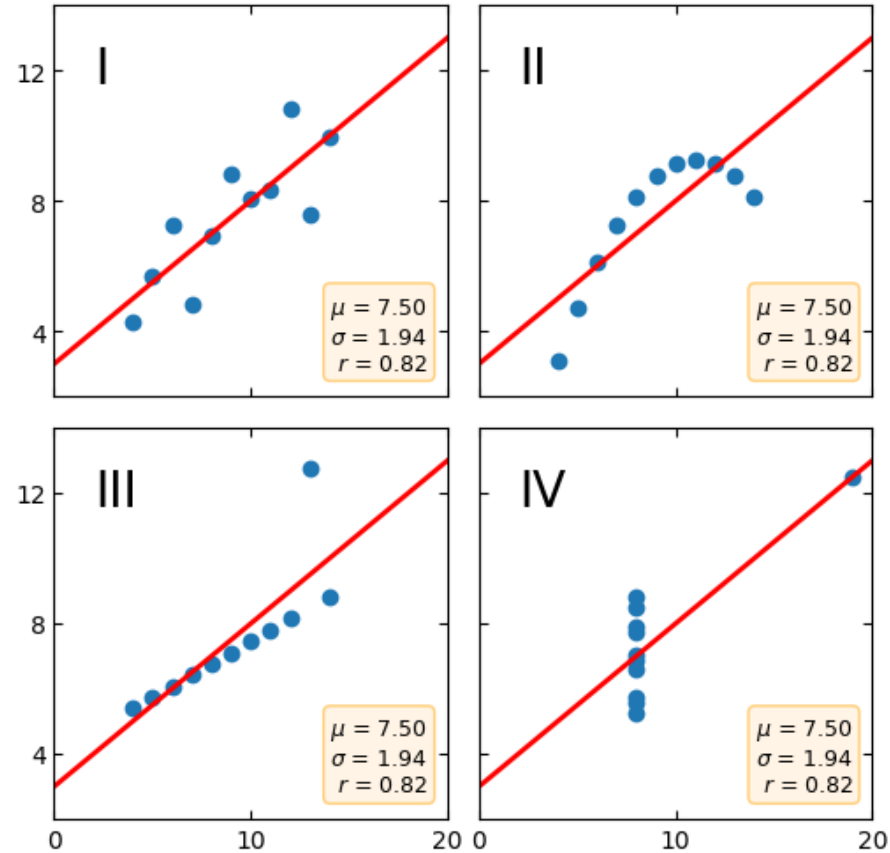 I
II
12
8
4
μ = 7.50
σ = 1.94
r = 0.82
μ = 7.50
σ = 1.94
r = 0.82
III
IV
12
8
4
μ = 7.50
σ = 1.94
r = 0.82
μ = 7.50
σ = 1.94
r = 0.82
0
10
20
0
10
20